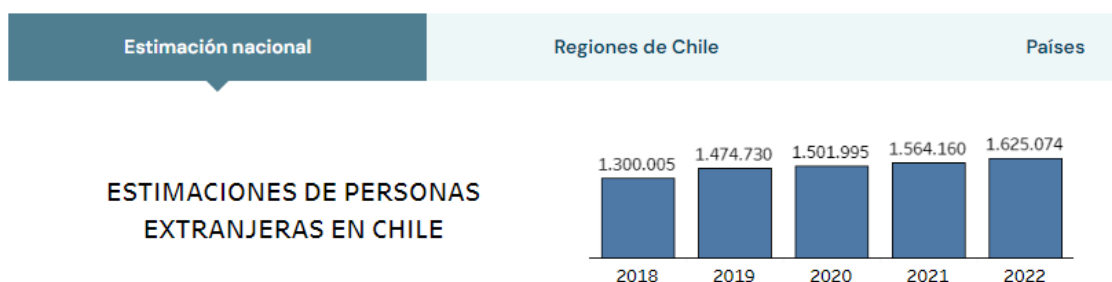 Estimación nacional
Regiones de Chile
Países
ESTIMACIONES DE PERSONAS
EXTRANJERAS EN CHILE
1.300.005
1.474.730
1.501.995
1.564.160
1.625.074
2018
2019
2020
2021
2022